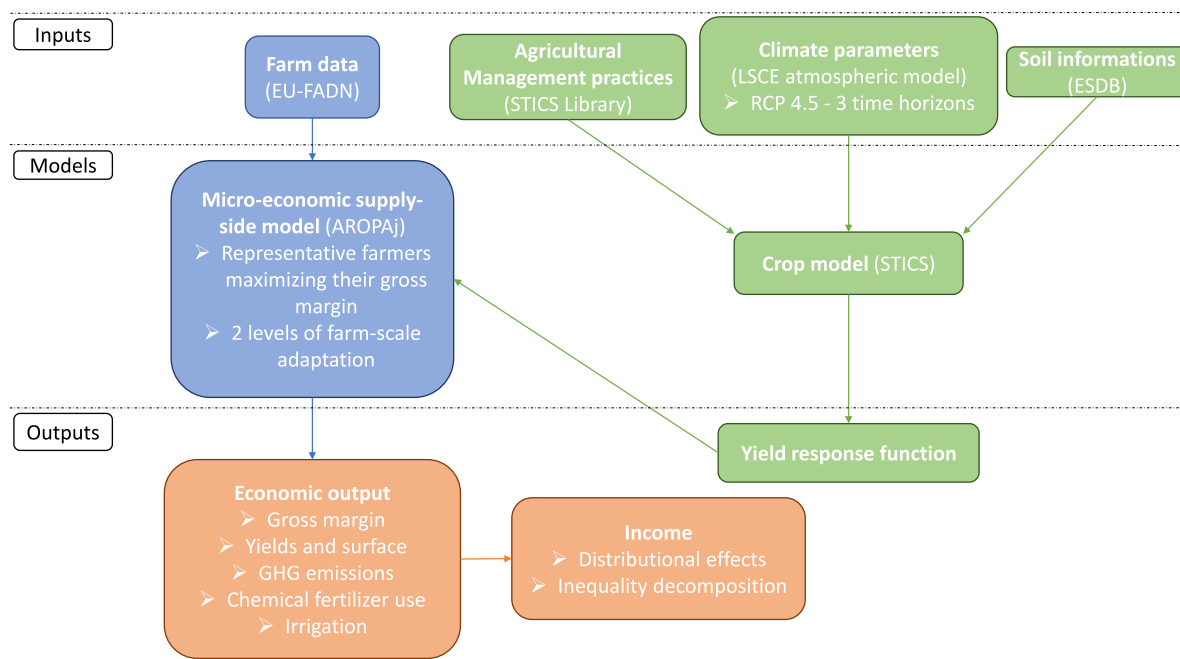 Inputs
Farm data
(EU-FADN)
Agricultural
Management practices
(STICS Library)
Climate parameters
(LSCE atmospheric model)
➢ RCP 4.5 - 3 time horizons
Soil informations
(ESDB)
Models
Micro-economic supply-
side model (AROPAj)
➢ Representative farmers
maximizing their gross
margin
➢ 2 levels of farm-scale
adaptation
Crop model (STICS)
Outputs
Yield response function
Economic output
➢ Gross margin
➢ Yields and surface
➢ GHG emissions
➢ Chemical fertilizer use
➢ Irrigation
Income
➢ Distributional effects
➢ Inequality decomposition